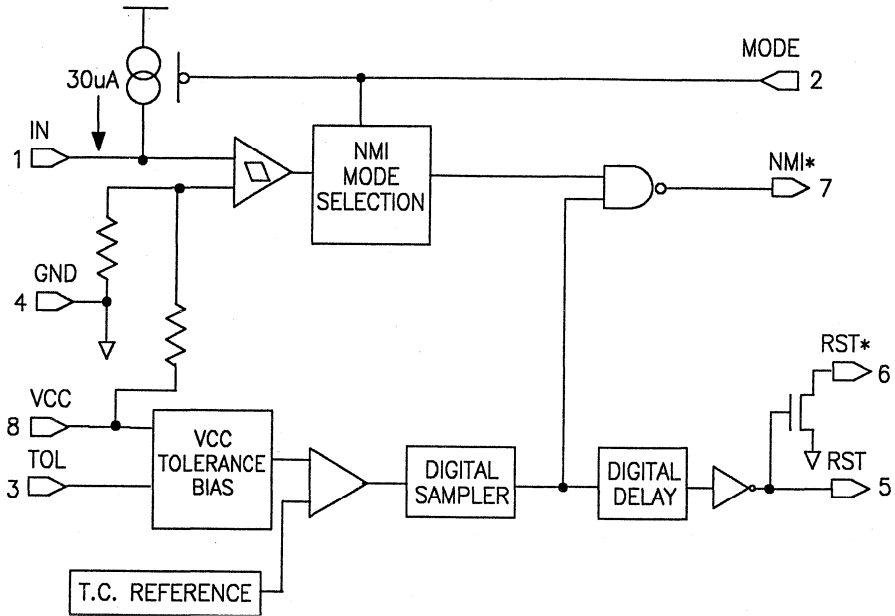 MODE
2
30uA
IN
1
NMI
MODE
SELECTION
NMI*
7
GND
4
VCC
8
TOL
3
VCC
TOLERANCE
BIAS
DIGITAL
SAMPLER
DIGITAL
DELAY
RST*
6
RST
5
T.C. REFERENCE